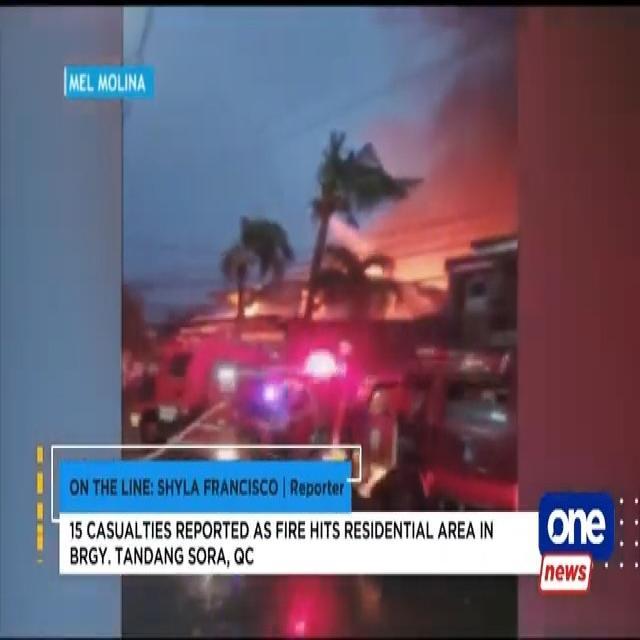 MEL MOLINA
ON THE LINE: SHYLA FRANCISCO | Reporter
15 CASUALTIES REPORTED AS FIRE HITS RESIDENTIAL AREA IN
BRGY. TANDANG SORA, QC
one
news